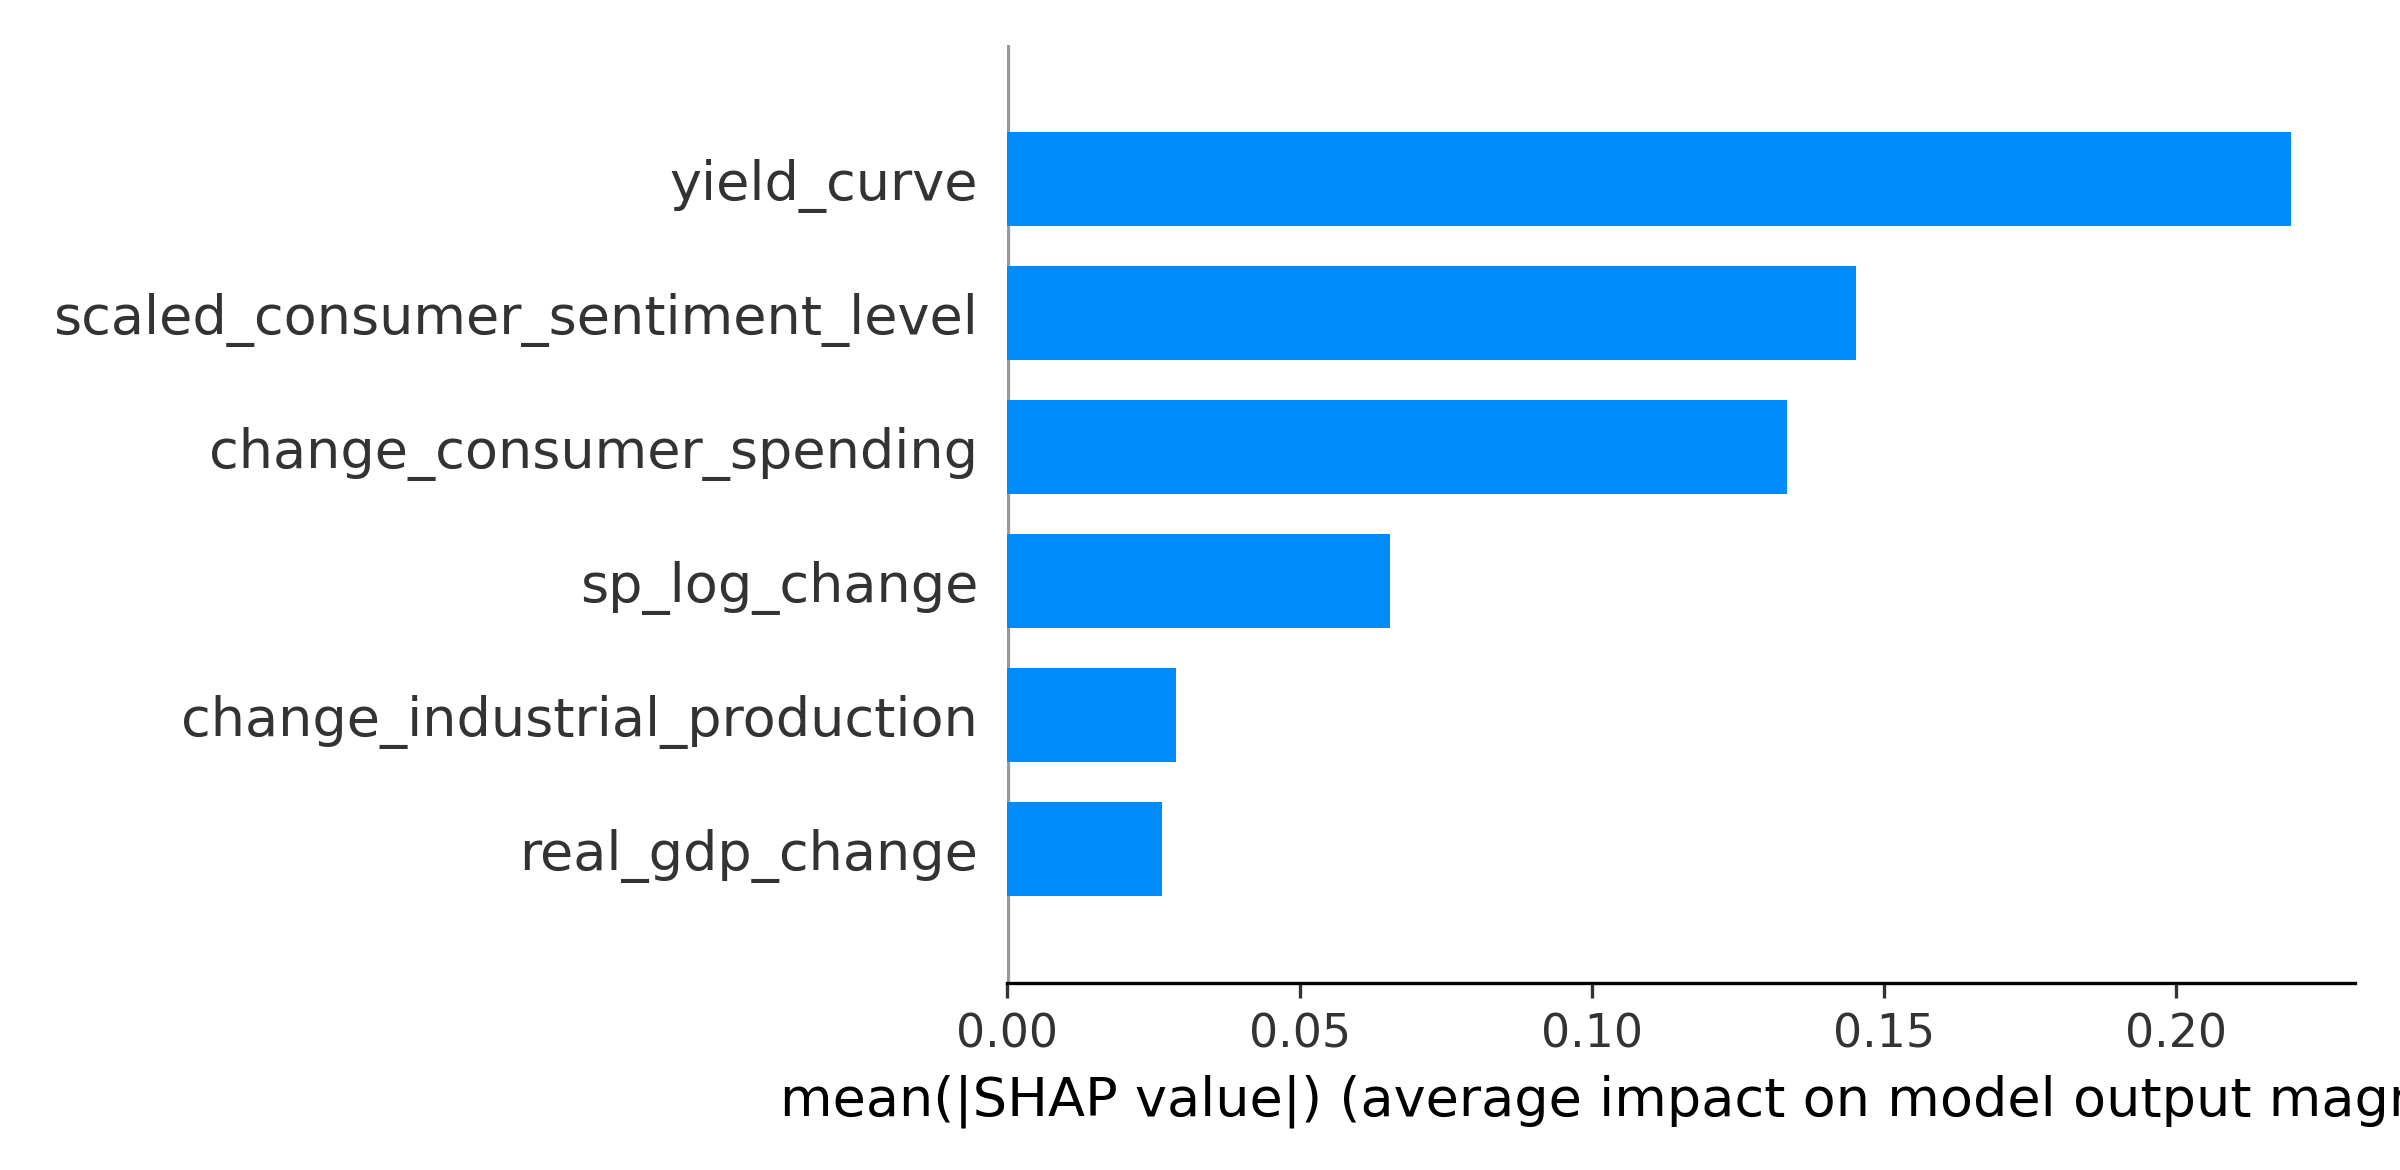 yield_curve
scaled_consumer_sentiment_level
change_consumer_spending
sp_log_change
change_industrial_production
real_gdp_change
0.00 0.05 0.10 0.15 0.20
mean(|SHAP value|) (average impact on model output